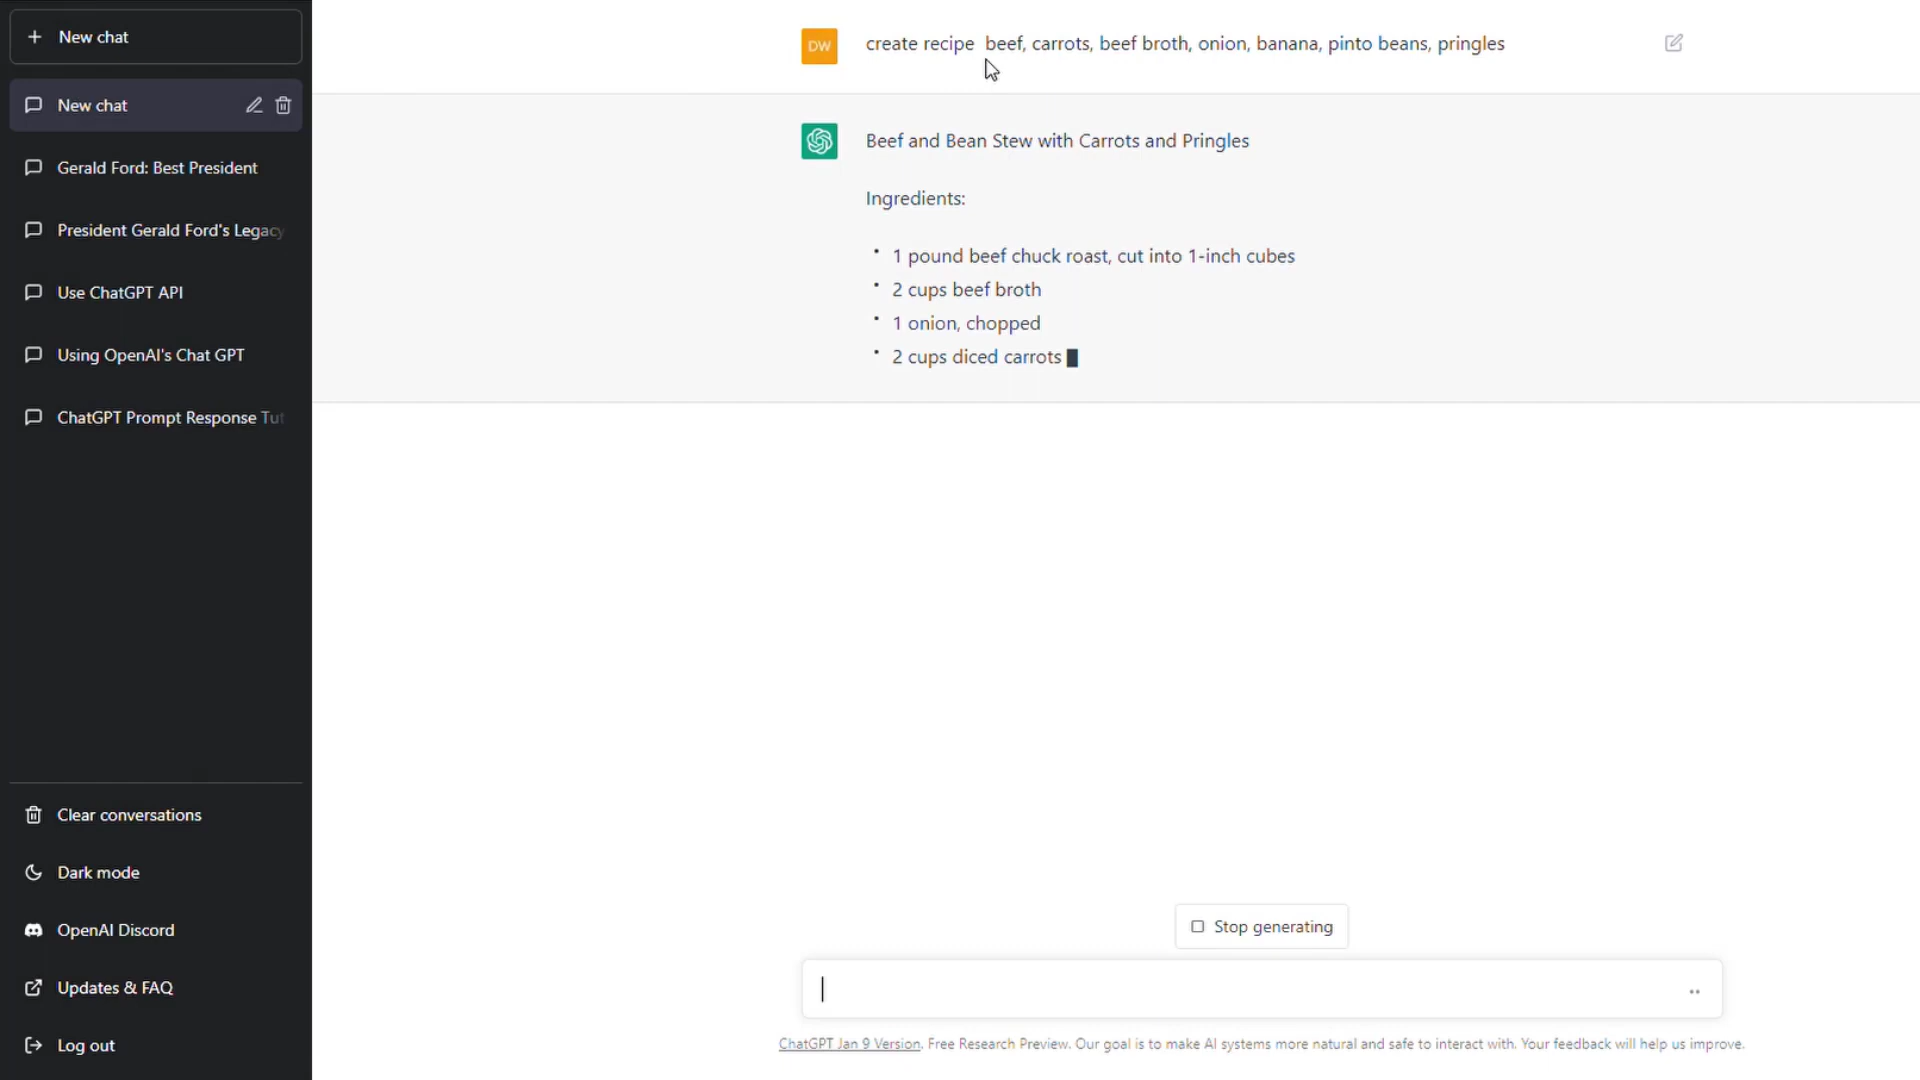 New chat
New chat
Gerald Ford: Best President
President Gerald Ford's Legacy
Use ChatGPT API
Using OpenAI's Chat GPT
ChatGPT Prompt Response Tut
Clear conversations
Dark mode
OpenAI Discord
Updates & FAQ
Log out
DW
create recipe  beef, carrots, beef broth, onion, banana, pinto beans, pringles
Beef and Bean Stew with Carrots and Pringles
Ingredients:
• 1 pound beef chuck roast, cut into 1-inch cubes
• 2 cups beef broth
• 1 onion, chopped
• 2 cups diced carrots
Stop generating
ChatGPT Jan 9 Version. Free Research Preview. Our goal is to make AI systems more natural and safe to interact with. Your feedback will help us improve.